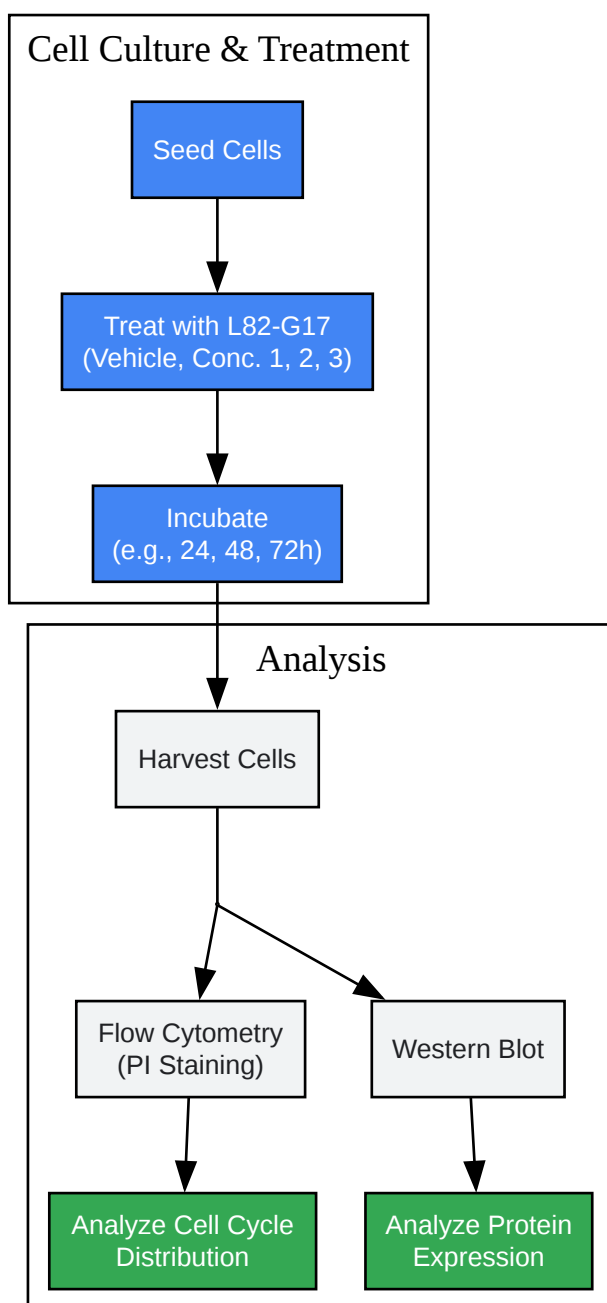 Cell Culture & Treatment
Seed Cells
Treat with L82-G17
(Vehicle, Conc. 1, 2, 3)
Incubate
(e.g., 24, 48, 72h)
Analysis
Harvest Cells
Flow Cytometry
(PI Staining)
Western Blot
Analyze Cell Cycle
Distribution
Analyze Protein
Expression